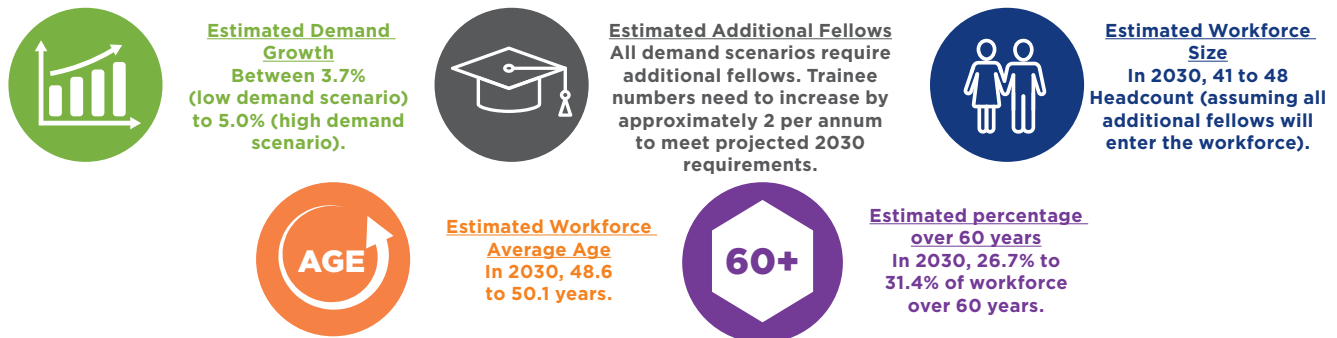 Estimated Demand
Growth
Between 3.7%
(low demand scenario)
to 5.0% (high demand
scenario).
Estimated Additional Fellows
All demand scenarios require
additional fellows. Trainee
numbers need to increase by
approximately 2 per annum
to meet projected 2030
requirements.
Estimated Workforce
Size
In 2030, 41 to 48
Headcount (assuming all
additional fellows will
enter the workforce).
AGE
Estimated Workforce
Average Age
In 2030, 48.6
to 50.1 years.
60+
Estimated percentage
over 60 years
In 2030, 26.7% to
31.4% of workforce
over 60 years.